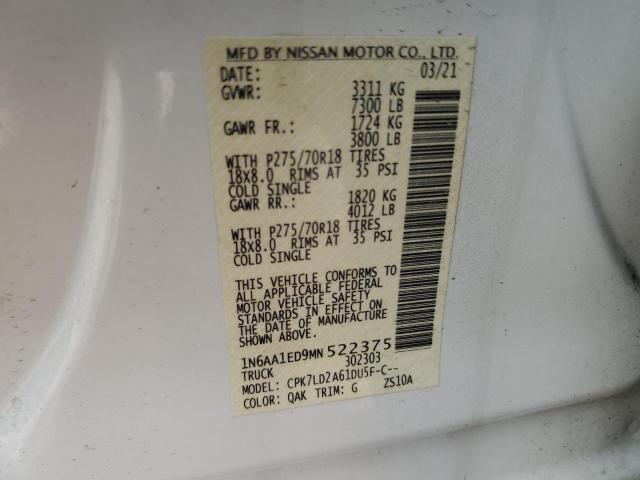 MFD BY NISSAN MOTOR CO., LTD.
DATE: 03/21
GVWR: 3311 KG
7300 LB
GAWR FR.: 1724 KG
3800 LB
WITH P275/70R18 TIRES
18X8.0 RIMS AT 35 PSI
COLD SINGLE
GAWR RR.: 1820 KG
4012 LB
WITH P275/70R18 TIRES
18X8.0 RIMS AT 35 PSI
COLD SINGLE
THIS VEHICLE CONFORMS TO
ALL APPLICABLE FEDERAL
MOTOR VEHICLE SAFETY
STANDARDS IN EFFECT ON
THE DATE OF MANUFACTURE
SHOWN ABOVE.
1N6AA1ED9MN522375
TRUCK 302303
MODEL: CPK7LD2A61DU5F-C--
COLOR: QAK TRIM: G ZS10A